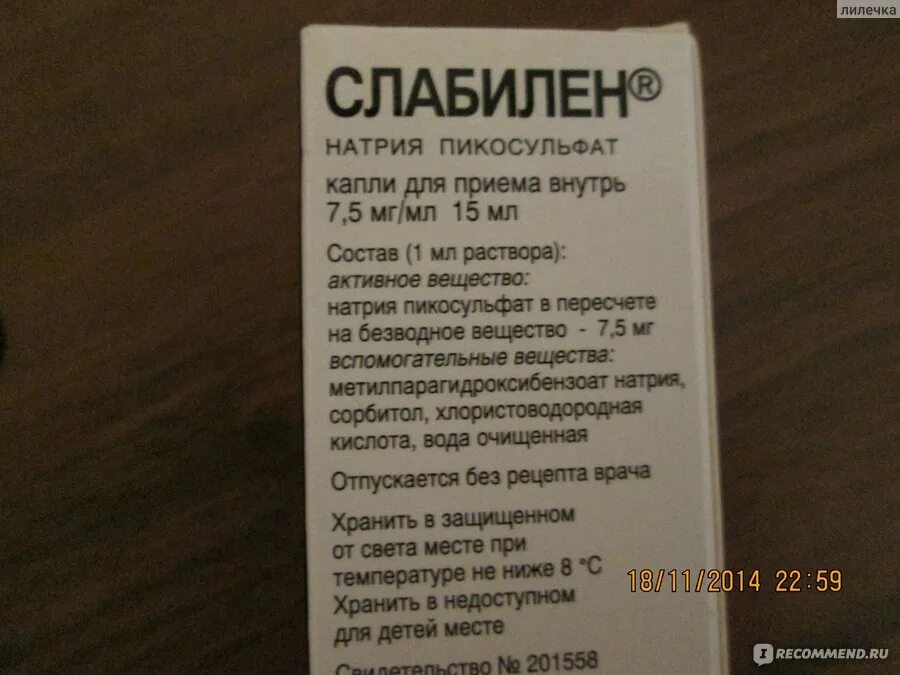 лилечка
СЛАБИЛЕН®
НАТРИЯ ПИКОСУЛЬФАТ
капли для приема внутрь
7,5 мг/мл 15 мл
Состав (1 мл раствора):
активное вещество:
натрия пикосульфат в пересчете
на безводное вещество - 7,5 мг
вспомогательные вещества:
метилпарагидроксибензоат натрия,
сорбитол, хлористоводородная
кислота, вода очищенная
Отпускается без рецепта врача
Хранить в защищенном
от света месте при
температуре не ниже 8 °С
Хранить в недоступном
для детей месте
Свидетельство № 201558
18/11/2014 22:59
IRECOMMEND.RU